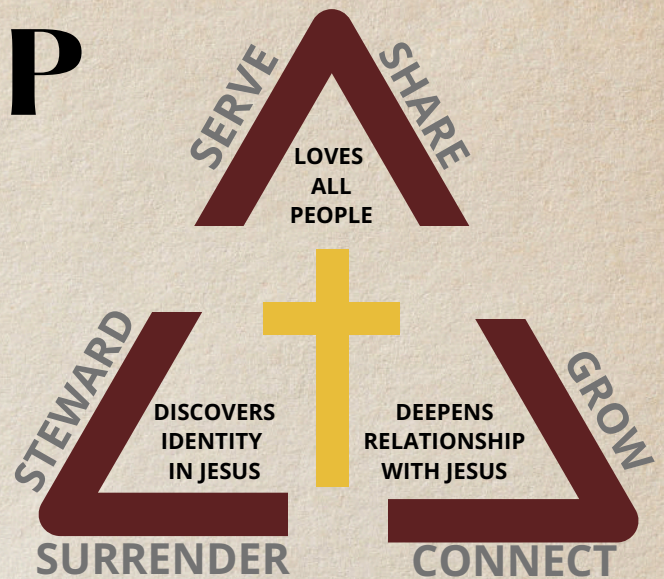 P
SERVE
SHARE
LOVES
ALL
PEOPLE
STEWARD
GROW
DISCOVERS
IDENTITY
IN JESUS
DEEPENS
RELATIONSHIP
WITH JESUS
SURRENDER
CONNECT